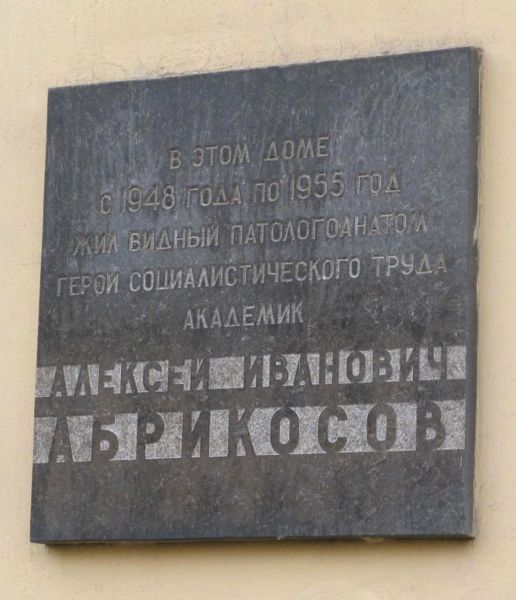 В ЭТОМ ДОМЕ
С 1948 ГОДА ПО 1955 ГОД
ЖИЛ ВИДНЫЙ ПАТОЛОГОАНАТОМ
ГЕРОЙ СОЦИАЛИСТИЧЕСКОГО ТРУДА
АКАДЕМИК
АЛЕКСЕЙ ИВАНОВИЧ
АБРИКОСОВ